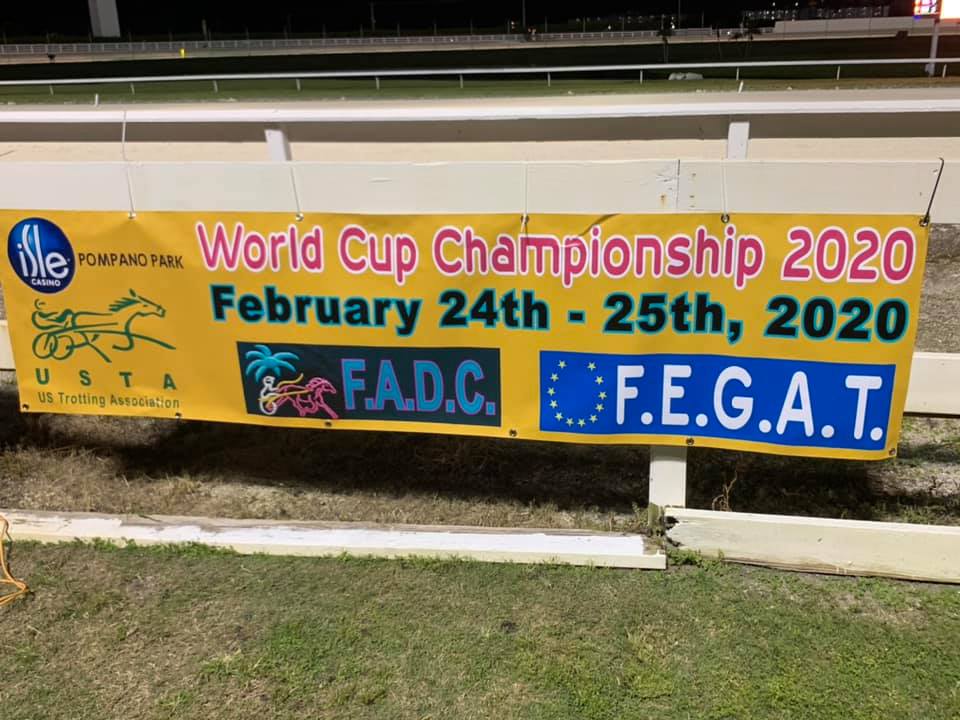 isle
CASINO
POMPANO PARK
World Cup Championship 2020
February 24th - 25th, 2020
USTA
US Trotting Association
F.A.D.C.
F.E.G.A.T.